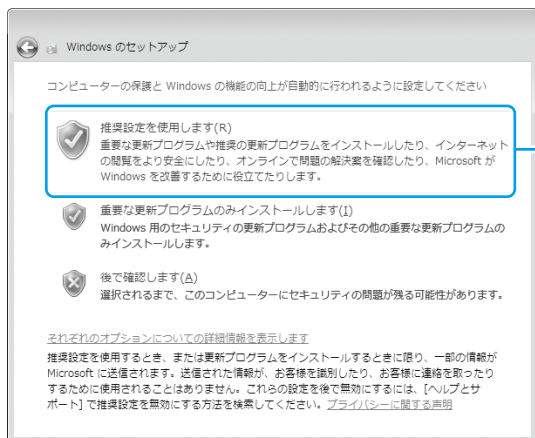 Windows のセットアップ
コンピューターの保護と Windows の機能の向上が自動的に行われるように設定してください
推奨設定を使用します(R)
重要な更新プログラムや推奨の更新プログラムをインストールしたり、インターネット
の閲覧をより安全にしたり、オンラインで問題の解決案を確認したり、Microsoft が
Windows を改善するために役立てたりします。
重要な更新プログラムのみインストールします(I)
Windows 用のセキュリティの更新プログラムおよびその他の重要な更新プログラムの
みインストールします。
後で確認します(A)
選択されるまで、このコンピューターにセキュリティの問題が残る可能性があります。
それぞれのオプションについての詳細情報を表示します
推奨設定を使用するとき、または更新プログラムをインストールするときに限り、一部の情報が
Microsoft に送信されます。送信された情報が、お客様を識別したり、お客様に連絡を取ったり
するために使用されることはありません。これらの設定を後で無効にするには、[ヘルプとサ
ポート] で推奨設定を無効にする方法を検索してください。プライバシーに関する声明